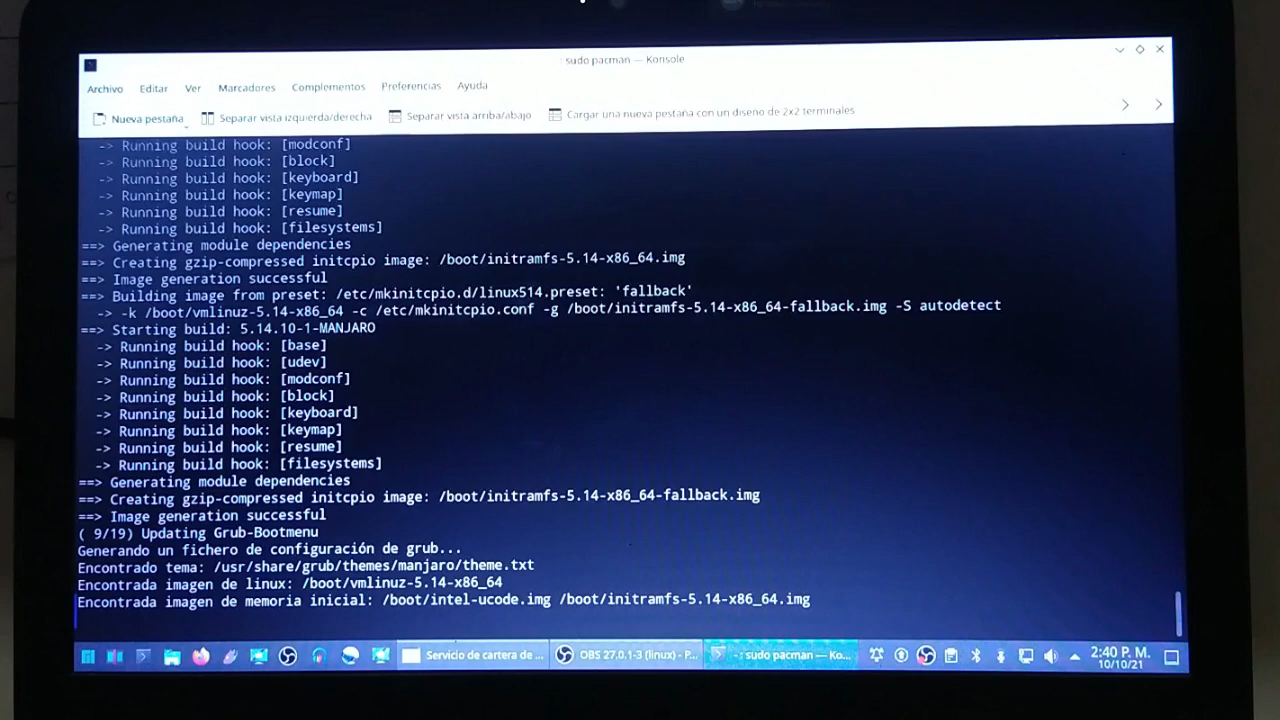 : sudo pacman — Konsole
Archivo Editar Ver Marcadores Complementos Preferencias Ayuda
Nueva pestaña Separar vista izquierda/derecha Separar vista arriba/abajo Cargar una nueva pestaña con un diseno de 2x2 terminales
-> Running build hook: [modconf]
-> Running build hook: [block]
-> Running build hook: [keyboard]
-> Running build hook: [keymap]
-> Running build hook: [resume]
-> Running build hook: [filesystems]
==> Generating module dependencies
==> Creating gzip-compressed initcpio image: /boot/initramfs-5.14-x86_64.img
==> Image generation successful
==> Building image from preset: /etc/mkinitcpio.d/linux514.preset: 'fallback'
-> -k /boot/vmlinuz-5.14-x86_64 -c /etc/mkinitcpio.conf -g /boot/initramfs-5.14-x86_64-fallback.img -S autodetect
==> Starting build: 5.14.10-1-MANJARO
-> Running build hook: [base]
-> Running build hook: [udev]
-> Running build hook: [modconf]
-> Running build hook: [block]
-> Running build hook: [keyboard]
-> Running build hook: [keymap]
-> Running build hook: [resume]
-> Running build hook: [filesystems]
==> Generating module dependencies
==> Creating gzip-compressed initcpio image: /boot/initramfs-5.14-x86_64-fallback.img
==> Image generation successful
( 9/19) Updating Grub-Bootmenu
Generando un fichero de configuración de grub...
Encontrado tema: /usr/share/grub/themes/manjaro/theme.txt
Encontrada imagen de linux: /boot/vmlinuz-5.14-x86_64
Encontrada imagen de memoria inicial: /boot/intel-ucode.img /boot/initramfs-5.14-x86_64.img
Servicio de cartera de ... OBS 27.0.1-3 (linux) - P... : sudo pacman — Ko... 2:40 P. M.
10/10/21